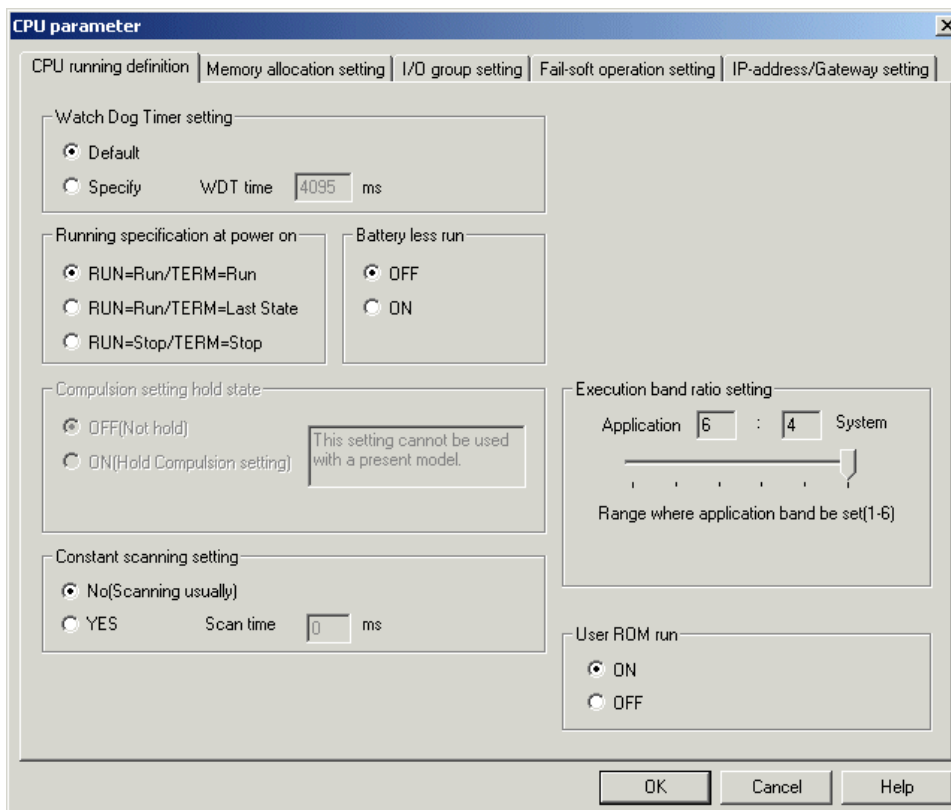 CPU parameter
CPU running definition
Memory allocation setting
I/O group setting
Fail-soft operation setting
IP-address/Gateway setting
Watch Dog Timer setting
Default
Specify WDT time 4095 ms
Running specification at power on
RUN=Run/TERM=Run
RUN=Run/TERM=Last State
RUN=Stop/TERM=Stop
Battery less run
OFF
ON
Compulsion setting hold state
OFF(Not hold)
ON(Hold Compulsion setting)
This setting cannot be used
with a present model.
Execution band ratio setting
Application 6 : 4 System
Range where application band be set(1-6)
Constant scanning setting
No(Scanning usually)
YES Scan time 0 ms
User ROM run
ON
OFF
OK
Cancel
Help